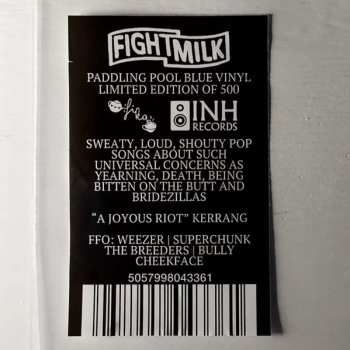 FIGHTMILK
PADDLING POOL BLUE VINYL
LIMITED EDITION OF 500
fika
INH
RECORDS
SWEATY, LOUD, SHOUTY POP
SONGS ABOUT SUCH
UNIVERSAL CONCERNS AS
YEARNING, DEATH, BEING
BITTEN ON THE BUTT AND
BRIDEZILLAS
"A JOYOUS RIOT" KERRANG
FFO: WEEZER | SUPERCHUNK
THE BREEDERS | BULLY
CHEEKFACE
5057998043361